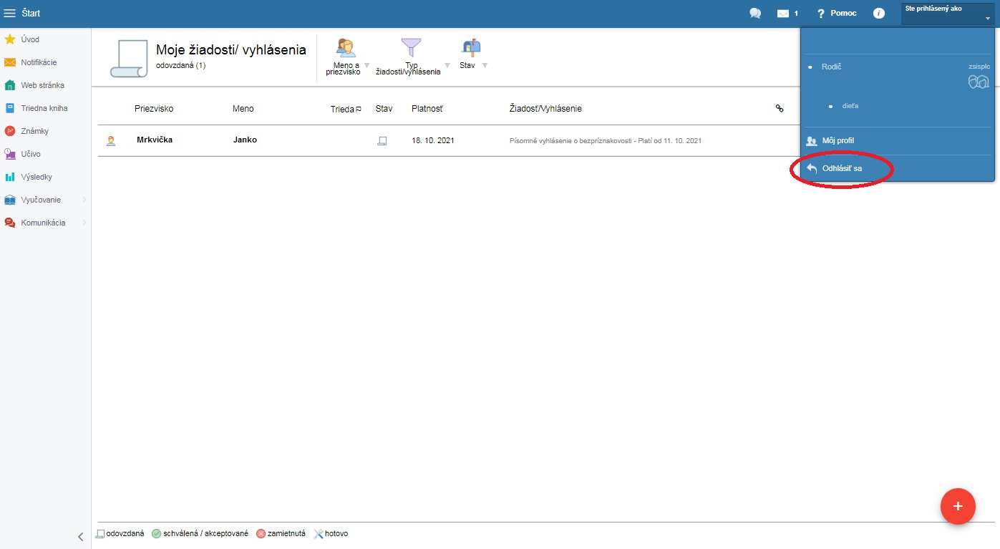 Štart
1
? Pomoc
Ste prihlásený ako
Úvod
Notifikácie
Web stránka
Triedna kniha
Známky
Učivo
Výsledky
Vyučovanie
Komunikácia
Moje žiadosti/ vyhlásenia
odovzdaná (1)
Meno a
priezvisko
Typ
žiadosti/vyhlásenia
Stav
Rodič
zsisplc
dieťa
Môj profil
Odhlásiť sa
Priezvisko Meno Trieda Stav Platnosť Žiadosť/Vyhlásenie
Mrkvička Janko 18. 10. 2021 Písomné vyhlásenie o bezpríznakovosti - Platí od 11. 10. 2021
+
odovzdaná schválená / akceptované zamietnutá hotovo